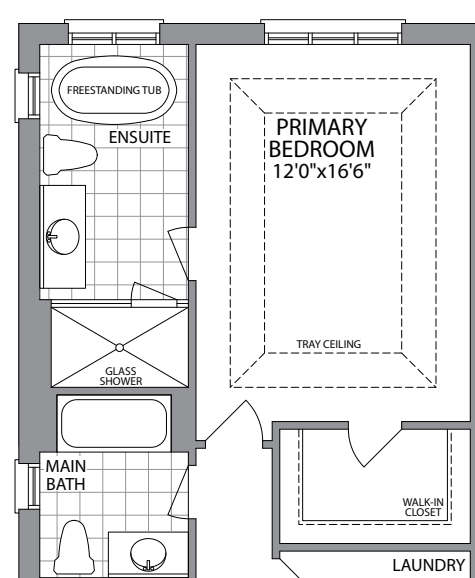 FREESTANDING TUB
ENSUITE
PRIMARY
BEDROOM
12'0"x16'6"
TRAY CEILING
GLASS
SHOWER
MAIN
BATH
WALK-IN
CLOSET
LAUNDRY